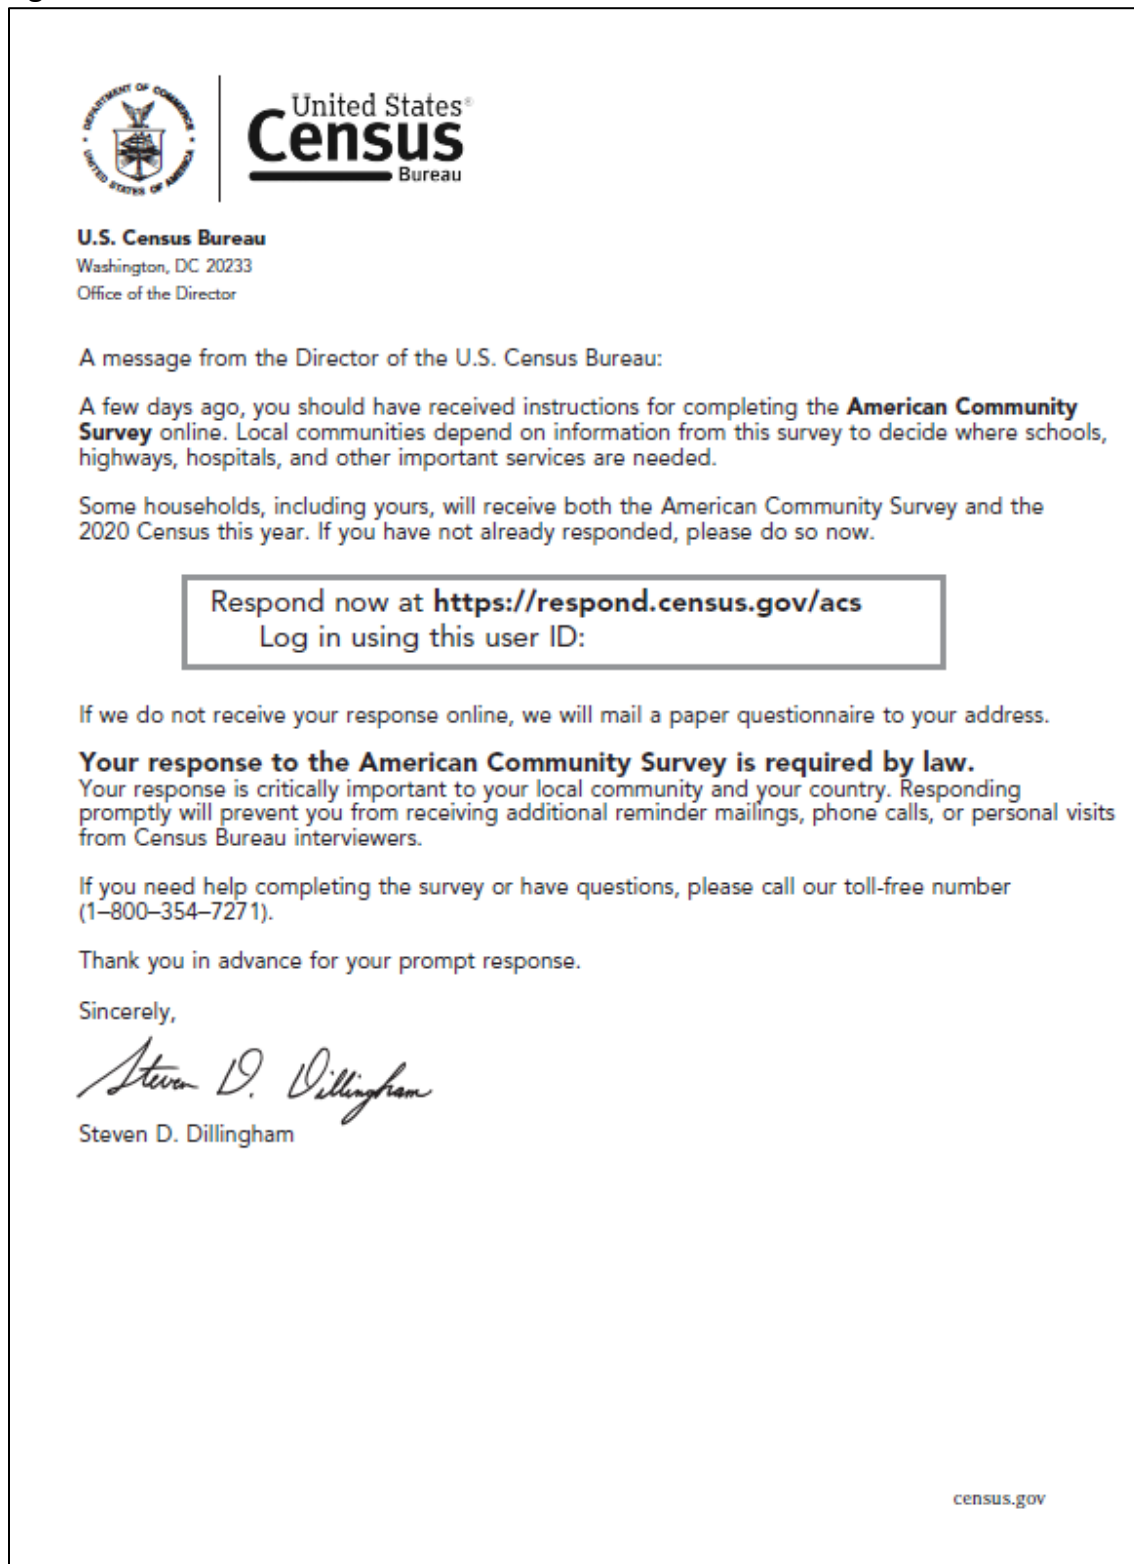 DEPARTMENT OF COMMERCE
UNITED STATES OF AMERICA
United States®
Census
Bureau
U.S. Census Bureau
Washington, DC 20233
Office of the Director
A message from the Director of the U.S. Census Bureau:
A few days ago, you should have received instructions for completing the American Community
Survey online. Local communities depend on information from this survey to decide where schools,
highways, hospitals, and other important services are needed.
Some households, including yours, will receive both the American Community Survey and the
2020 Census this year. If you have not already responded, please do so now.
Respond now at https://respond.census.gov/acs
Log in using this user ID:
If we do not receive your response online, we will mail a paper questionnaire to your address.
Your response to the American Community Survey is required by law.
Your response is critically important to your local community and your country. Responding
promptly will prevent you from receiving additional reminder mailings, phone calls, or personal visits
from Census Bureau interviewers.
If you need help completing the survey or have questions, please call our toll-free number
(1–800–354–7271).
Thank you in advance for your prompt response.
Sincerely,
Steven D. Dillingham
Steven D. Dillingham
census.gov